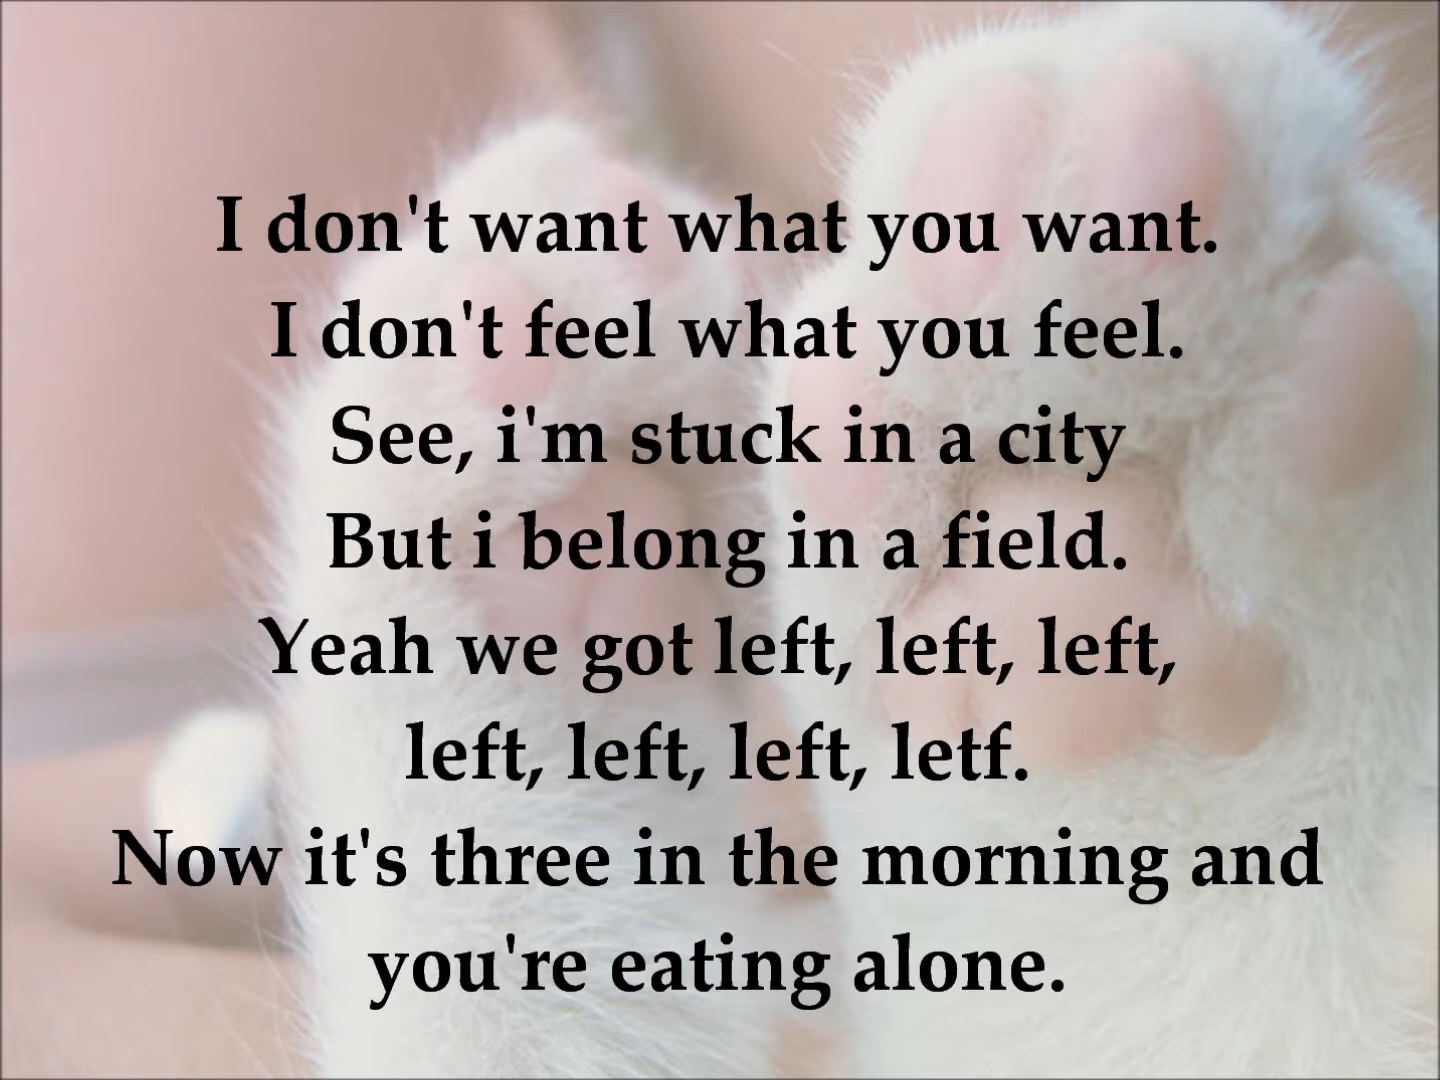 I don't want what you want.
I don't feel what you feel.
See, i'm stuck in a city
But i belong in a field.
Yeah we got left, left, left,
left, left, left, letf.
Now it's three in the morning and
you're eating alone.